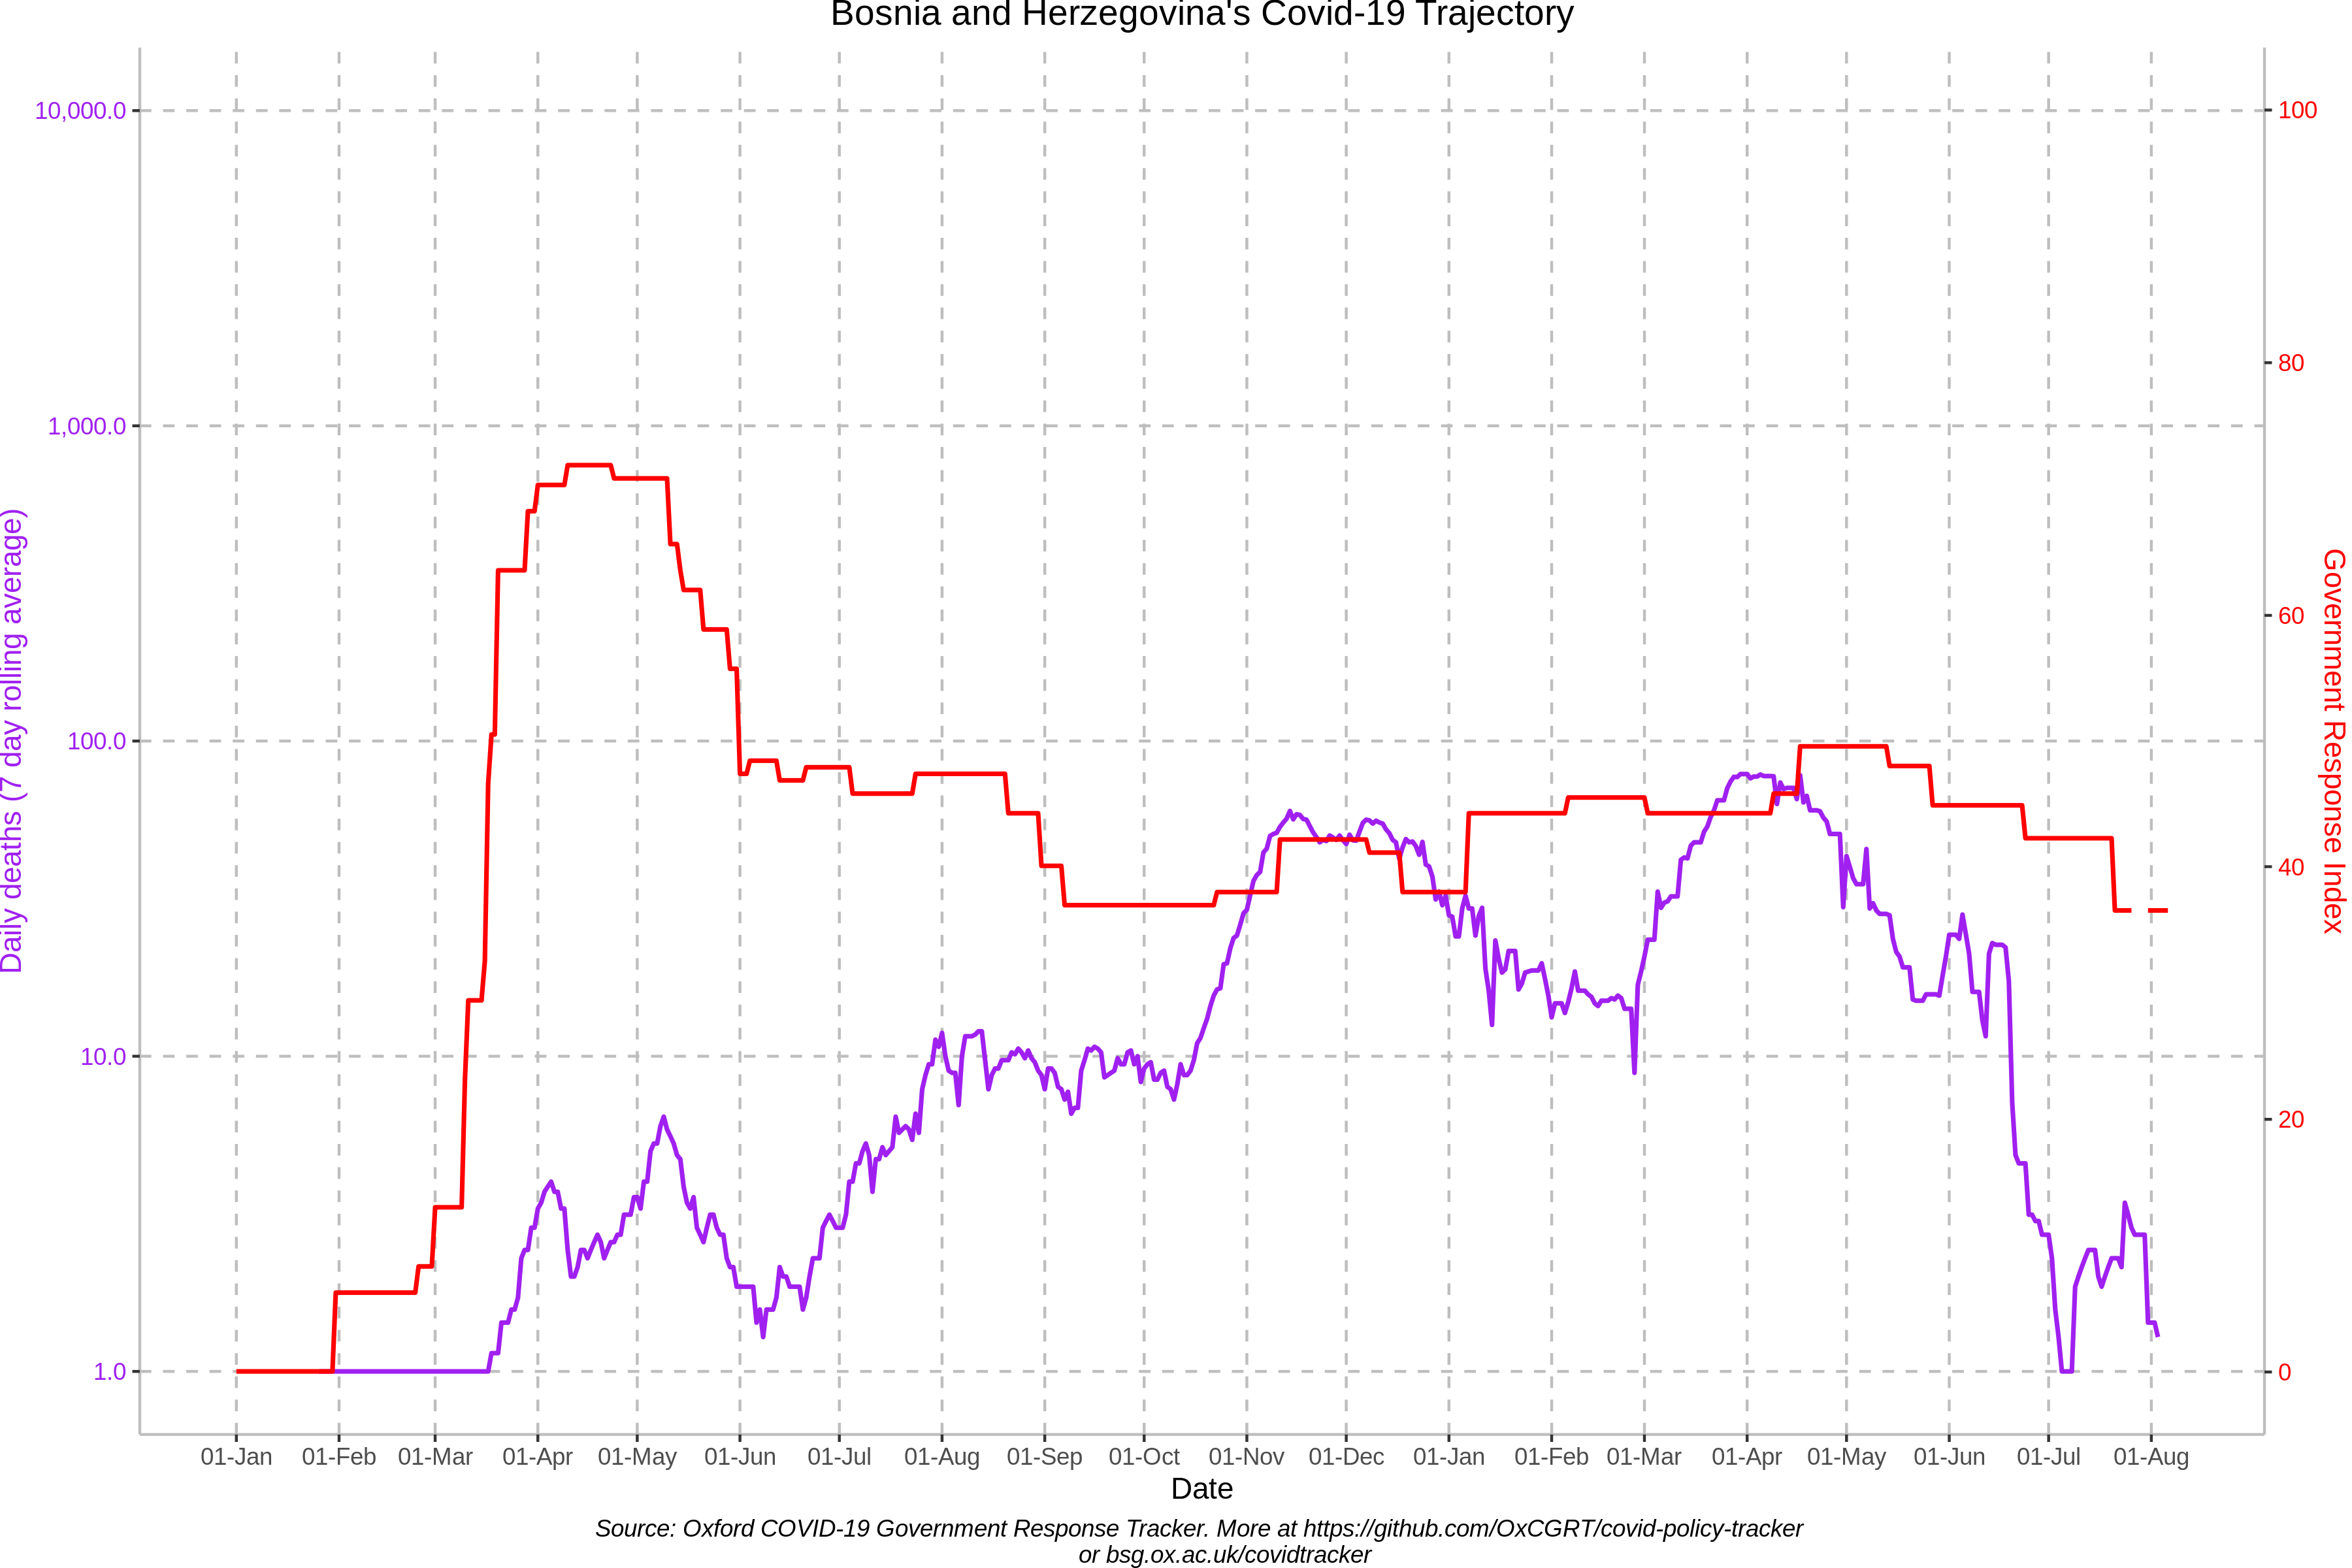 Bosnia and Herzegovina's Covid-19 Trajectory
10,000.0
1,000.0
100.0
10.0
1.0
Daily deaths (7 day rolling average)
100
80
60
40
20
0
Government Response Index
01-Jan 01-Feb 01-Mar 01-Apr 01-May 01-Jun 01-Jul 01-Aug 01-Sep 01-Oct 01-Nov 01-Dec 01-Jan 01-Feb 01-Mar 01-Apr 01-May 01-Jun 01-Jul 01-Aug
Date
Source: Oxford COVID-19 Government Response Tracker. More at https://github.com/OxCGRT/covid-policy-tracker
or bsg.ox.ac.uk/covidtracker